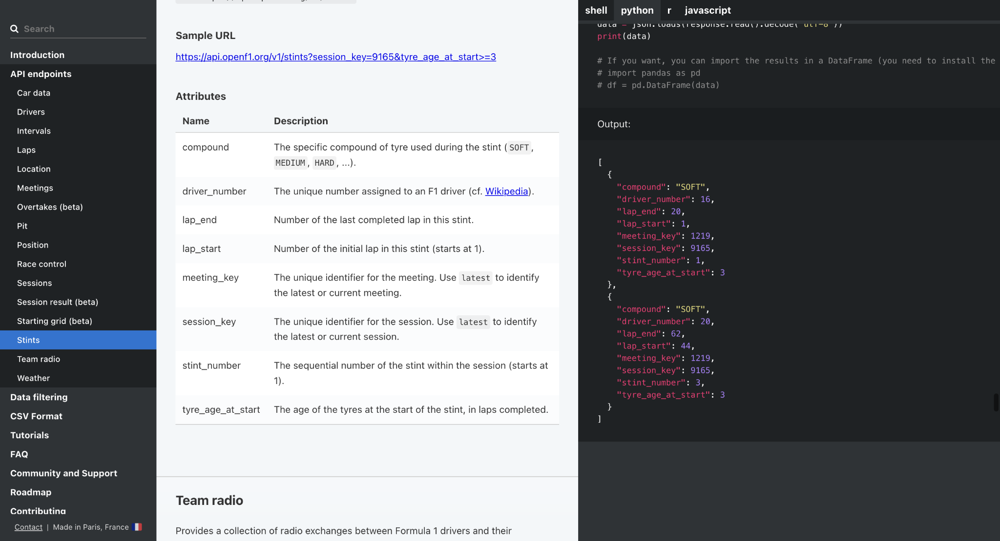 Search
Introduction
API endpoints
Car data
Drivers
Intervals
Laps
Location
Meetings
Overtakes (beta)
Pit
Position
Race control
Sessions
Session result (beta)
Starting grid (beta)
Stints
Team radio
Weather
Data filtering
CSV Format
Tutorials
FAQ
Community and Support
Roadmap
Contributing
Contact | Made in Paris, France
Sample URL
https://api.openf1.org/v1/stints?session_key=9165&tyre_age_at_start>=3
Attributes
Name Description
compound The specific compound of tyre used during the stint ( SOFT ,
MEDIUM , HARD , ...).
driver_number The unique number assigned to an F1 driver (cf. Wikipedia).
lap_end Number of the last completed lap in this stint.
lap_start Number of the initial lap in this stint (starts at 1).
meeting_key The unique identifier for the meeting. Use latest to identify
the latest or current meeting.
session_key The unique identifier for the session. Use latest to identify
the latest or current session.
stint_number The sequential number of the stint within the session (starts at
1).
tyre_age_at_start The age of the tyres at the start of the stint, in laps completed.
Team radio
Provides a collection of radio exchanges between Formula 1 drivers and their
shell python r javascript
data = json.loads(response.read().decode('utf-8'))
print(data)
# If you want, you can import the results in a DataFrame (you need to install the
# import pandas as pd
# df = pd.DataFrame(data)
Output:
[
{
"compound": "SOFT",
"driver_number": 16,
"lap_end": 20,
"lap_start": 1,
"meeting_key": 1219,
"session_key": 9165,
"stint_number": 1,
"tyre_age_at_start": 3
},
{
"compound": "SOFT",
"driver_number": 20,
"lap_end": 62,
"lap_start": 44,
"meeting_key": 1219,
"session_key": 9165,
"stint_number": 3,
"tyre_age_at_start": 3
}
]